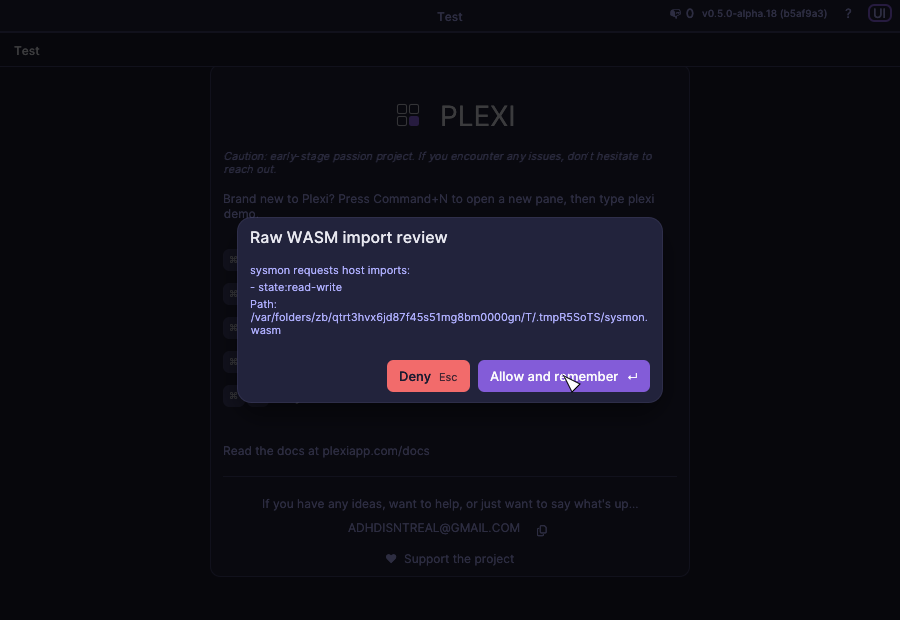 Test
0 v0.5.0-alpha.18 (b5af9a3) ? UI
Test
PLEXI
Caution: early-stage passion project. If you encounter any issues, don't hesitate to
reach out.
Brand new to Plexi? Press Command+N to open a new pane, then type plexi
demo.
Raw WASM import review
sysmon requests host imports:
- state:read-write
Path:
/var/folders/zb/qtrt3hvx6jd87f45s51mg8bm0000gn/T/.tmpR5SoTS/sysmon.
wasm
Deny Esc
Allow and remember ↵
Read the docs at plexiapp.com/docs
If you have any ideas, want to help, or just want to say what's up...
ADHDISNTREAL@GMAIL.COM
Support the project